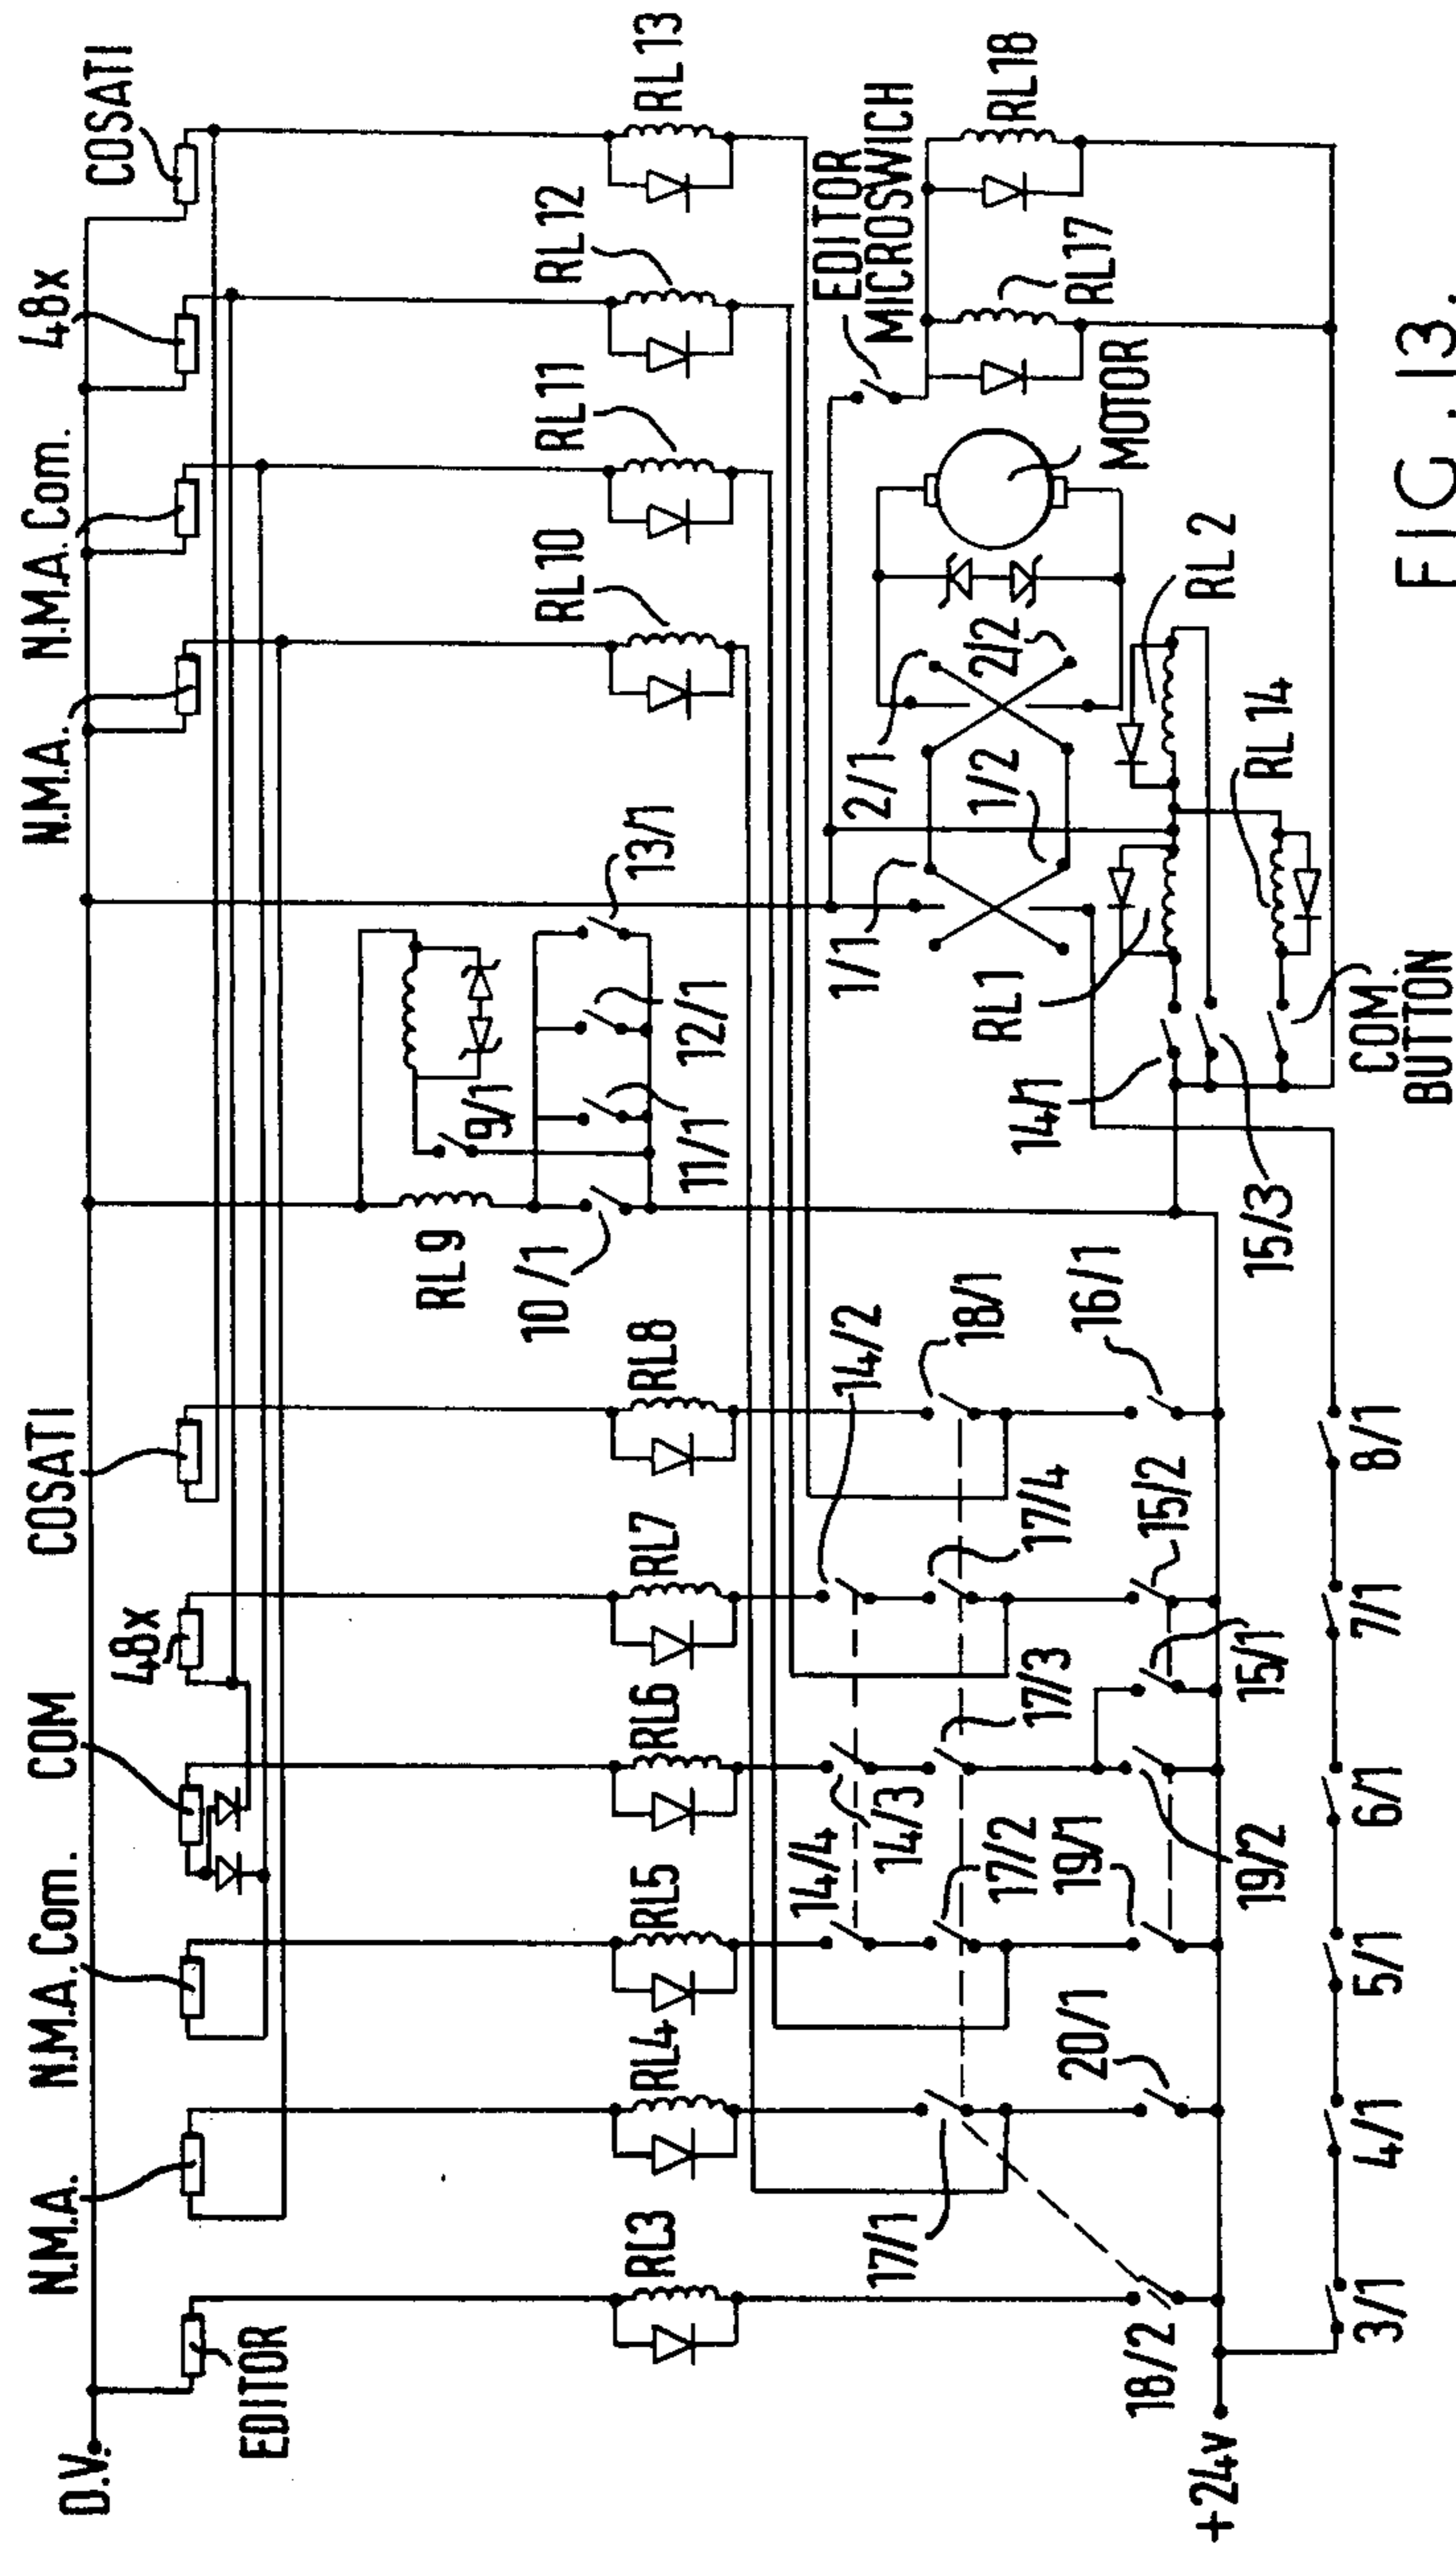 O.V.
EDITOR
N.M.A.
N.M.A. Com.
COM
48x
COSATI
N.M.A.
N.M.A. Com.
48x
COSATI
RL3
RL4
RL5
RL6
RL7
RL8
RL9
10/1
9/1
11/1
12/1
13/1
RL10
RL11
RL12
RL13
17/1
14/4
14/3
14/2
17/2
17/3
17/4
18/1
18/2
20/1
19/1
19/2
15/1
15/2
16/1
+24v
3/1
4/1
5/1
6/1
7/1
8/1
1/1
1/2
2/1
2/2
EDITOR
MICROSWICH
MOTOR
RL17
RL18
RL1
RL2
RL14
14/1
15/3
COM.
BUTTON
FIG. 13.